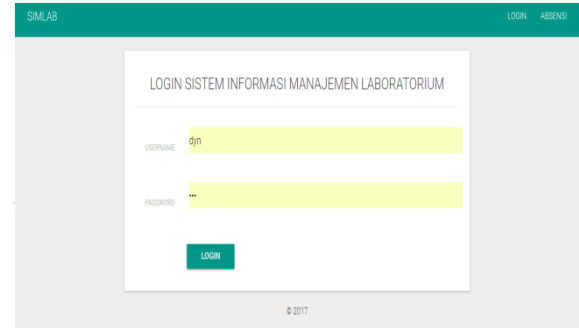 SIMLAB LOGIN ABSENSI
LOGIN SISTEM INFORMASI MANAJEMEN LABORATORIUM
USERNAME dyn
PASSWORD •••
LOGIN
© 2017